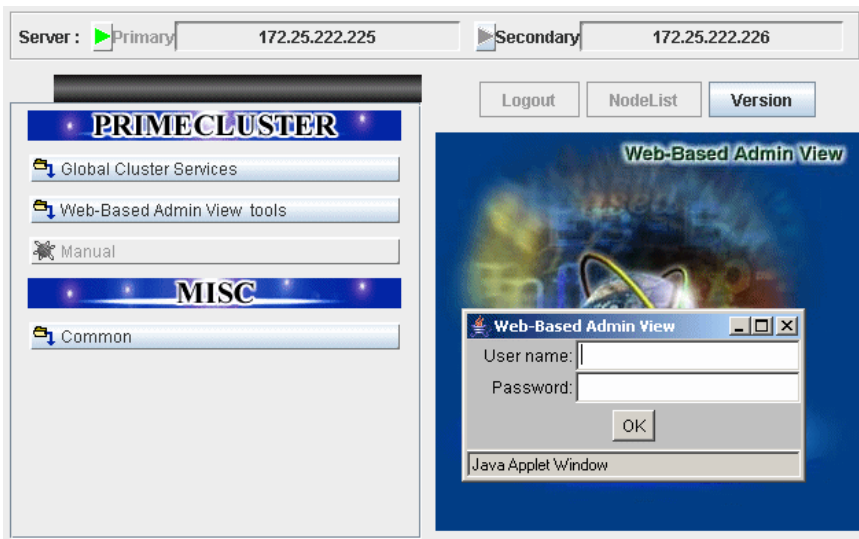 Server : Primary 172.25.222.225 Secondary 172.25.222.226
Logout NodeList Version
PRIMECLUSTER
Global Cluster Services
Web-Based Admin View tools
Manual
MISC
Common
Web-Based Admin View
Web-Based Admin View
User name:
Password:
OK
Java Applet Window